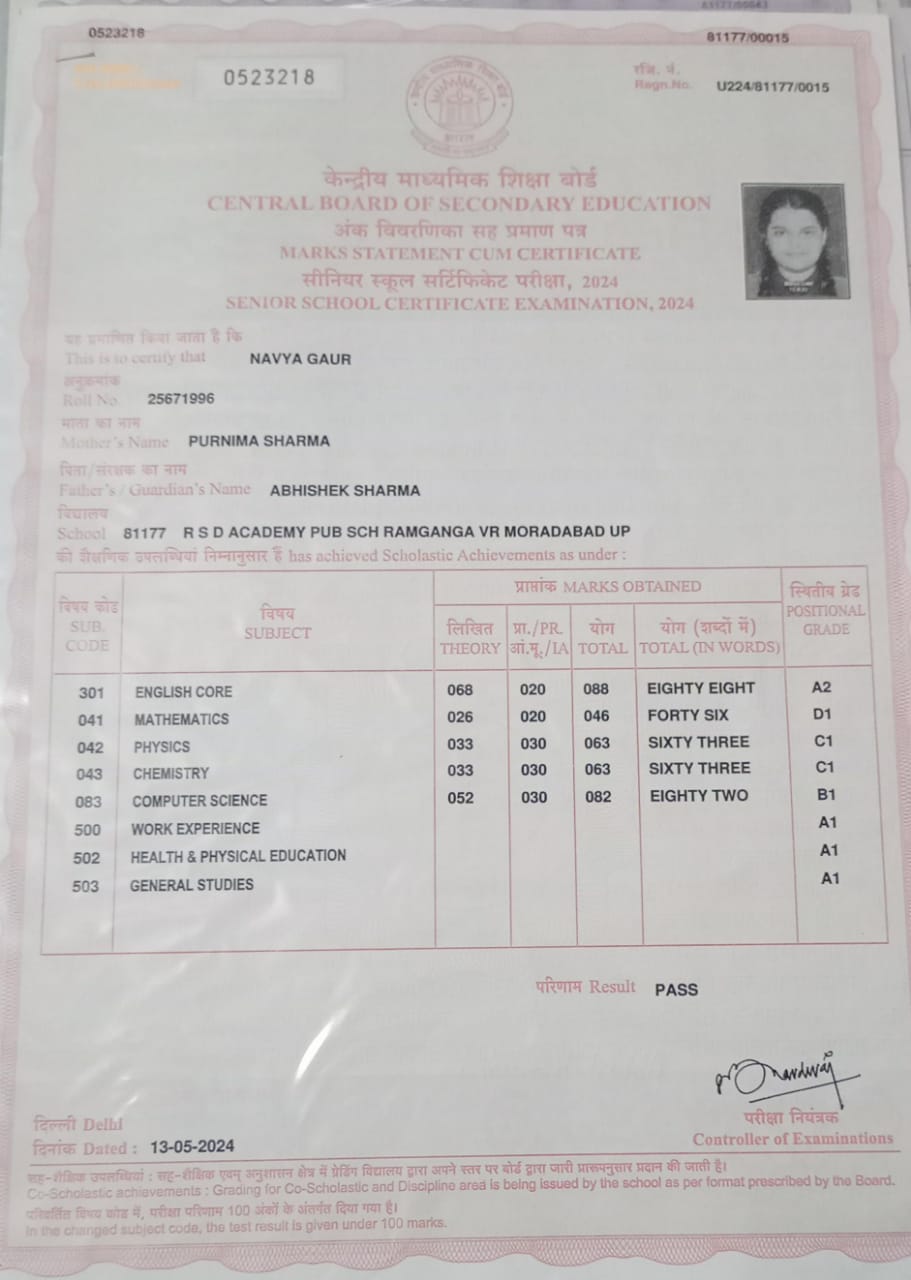 0523218
81177/00015
0523218
रजि. सं.
Regn.No. U224/81177/0015
भारत
केन्द्रीय माध्यमिक शिक्षा बोर्ड
CENTRAL BOARD OF SECONDARY EDUCATION
अंक विवरणिका सह प्रमाण पत्र
MARKS STATEMENT CUM CERTIFICATE
सीनियर स्कूल सर्टिफिकेट परीक्षा, 2024
SENIOR SCHOOL CERTIFICATE EXAMINATION, 2024
यह प्रमाणित किया जाता है कि
This is to certify that NAVYA GAUR
अनुक्रमांक
Roll No. 25671996
माता का नाम
Mother's Name PURNIMA SHARMA
पिता/संरक्षक का नाम
Father's / Guardian's Name ABHISHEK SHARMA
विद्यालय
School 81177 R S D ACADEMY PUB SCH RAMGANGA VR MORADABAD UP
की शैक्षणिक उपलब्धियां निम्नानुसार हैं has achieved Scholastic Achievements as under :
विषय कोड SUB. CODE
विषय SUBJECT
प्राप्तांक MARKS OBTAINED
स्थितीय ग्रेड POSITIONAL GRADE
लिखित THEORY
प्रा./PR. आं.मू./IA
योग TOTAL
योग (शब्दों में) TOTAL (IN WORDS)
301 ENGLISH CORE 068 020 088 EIGHTY EIGHT A2
041 MATHEMATICS 026 020 046 FORTY SIX D1
042 PHYSICS 033 030 063 SIXTY THREE C1
043 CHEMISTRY 033 030 063 SIXTY THREE C1
083 COMPUTER SCIENCE 052 030 082 EIGHTY TWO B1
500 WORK EXPERIENCE A1
502 HEALTH & PHYSICAL EDUCATION A1
503 GENERAL STUDIES A1
परिणाम Result PASS
परीक्षा नियंत्रक
Controller of Examinations
दिल्ली Delhi
दिनांक Dated : 13-05-2024
सह-शैक्षिक उपलब्धियां : सह-शैक्षिक एवम् अनुशासन क्षेत्र में ग्रेडिंग विद्यालय द्वारा अपने स्तर पर बोर्ड द्वारा जारी प्रारूपनुसार प्रदान की जाती है।
Co-Scholastic achievements : Grading for Co-Scholastic and Discipline area is being issued by the school as per format prescribed by the Board.
परिवर्तित विषय कोड में, परीक्षा परिणाम 100 अंकों के अंतर्गत दिया गया है।
In the changed subject code, the test result is given under 100 marks.